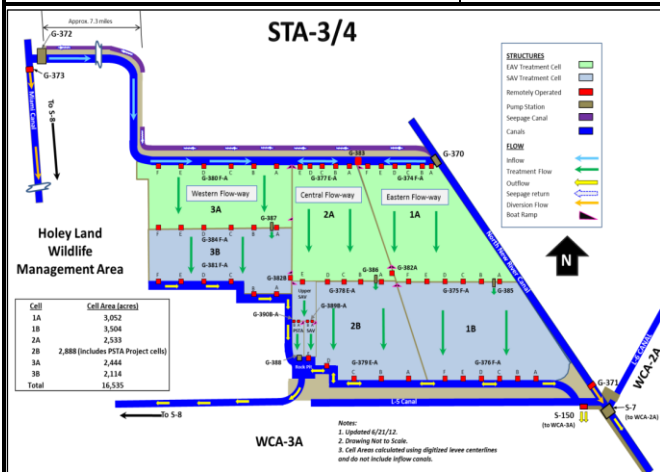 Approx. 7.3 miles
STA-3/4
G-372
G-373
Miami Canal
To S-8
STRUCTURES
EAV Treatment Cell
SAV Treatment Cell
Remotely Operated
Pump Station
Seepage Canal
Canals
FLOW
Inflow
Treatment Flow
Outflow
Seepage return
Diversion Flow
Boat Ramp
N
G-383
G-370
F E D C B A
E D C B A
F E D C B A
G-380 F-A
G-377 E-A
G-374 F-A
Western Flow-way
Central Flow-way
Eastern Flow-way
3A
2A
1A
North New River Canal
G-387
F E D C B A
G-384 F-A
3B
G-381 F-A
F E D C B A
Holey Land
Wildlife
Management Area
G-382B
G-386
G-382A
E
D C B A
F E D C B A
Upper
SAV
G-378 E-A
G-375 F-A
G-385
G-390B-A
G-389B-A
PSTA
SAV
2B
1B
G-388
G-379 E-A
G-376 F-A
C B A
F E D C B A
Cell Cell Area (acres)
1A 3,052
1B 3,504
2A 2,533
2B 2,888 (includes PSTA Project cells)
3A 2,444
3B 2,114
Total 16,535
L-6 CANAL
WCA-2A
G-371
L-5 Canal
To S-8
S-7
(to WCA-2A)
S-150
(to WCA-3A)
WCA-3A
Notes:
1. Updated 6/21/12.
2. Drawing Not to Scale.
3. Cell Areas calculated using digitized levee centerlines
and do not include inflow canals.